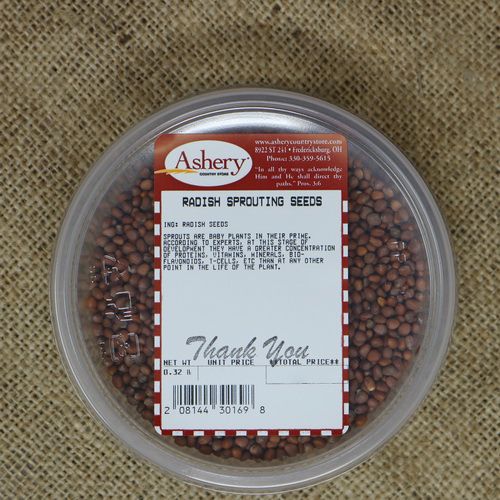 Ashery
COUNTRY STORE
www.asherycountrystore.com
8922 ST 241 • Fredericksburg, OH
Phone: 330-359-5615
"In all thy ways acknowledge
Him and He shall direct thy
paths." Pros. 3:6
RADISH SPROUTING SEEDS
ING: RADISH SEEDS
SPROUTS ARE BABY PLANTS IN THEIR PRIME.
ACCORDING TO EXPERTS, AT THIS STAGE OF
DEVELOPMENT THEY HAVE A GREATER CONCENTRATION
OF PROTEINS, VITAMINS, MINERALS, BIO-
FLAVONOIDS, T-CELLS, ETC THAN AT ANY OTHER
POINT IN THE LIFE OF THE PLANT.
Thank You
NET WT UNIT PRICE **TOTAL PRICE**
0.32 lb
2 08144 30169 8